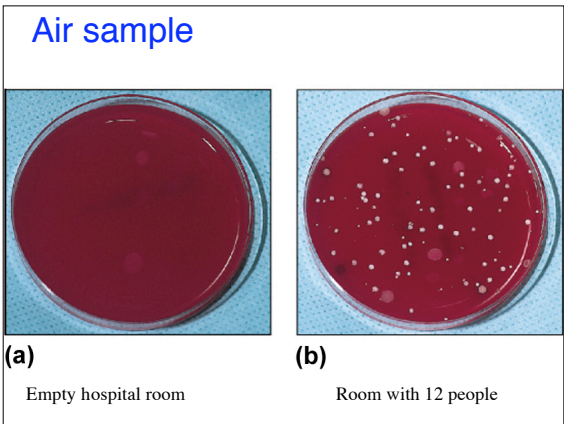 Air sample
(a)
(b)
Empty hospital room
Room with 12 people